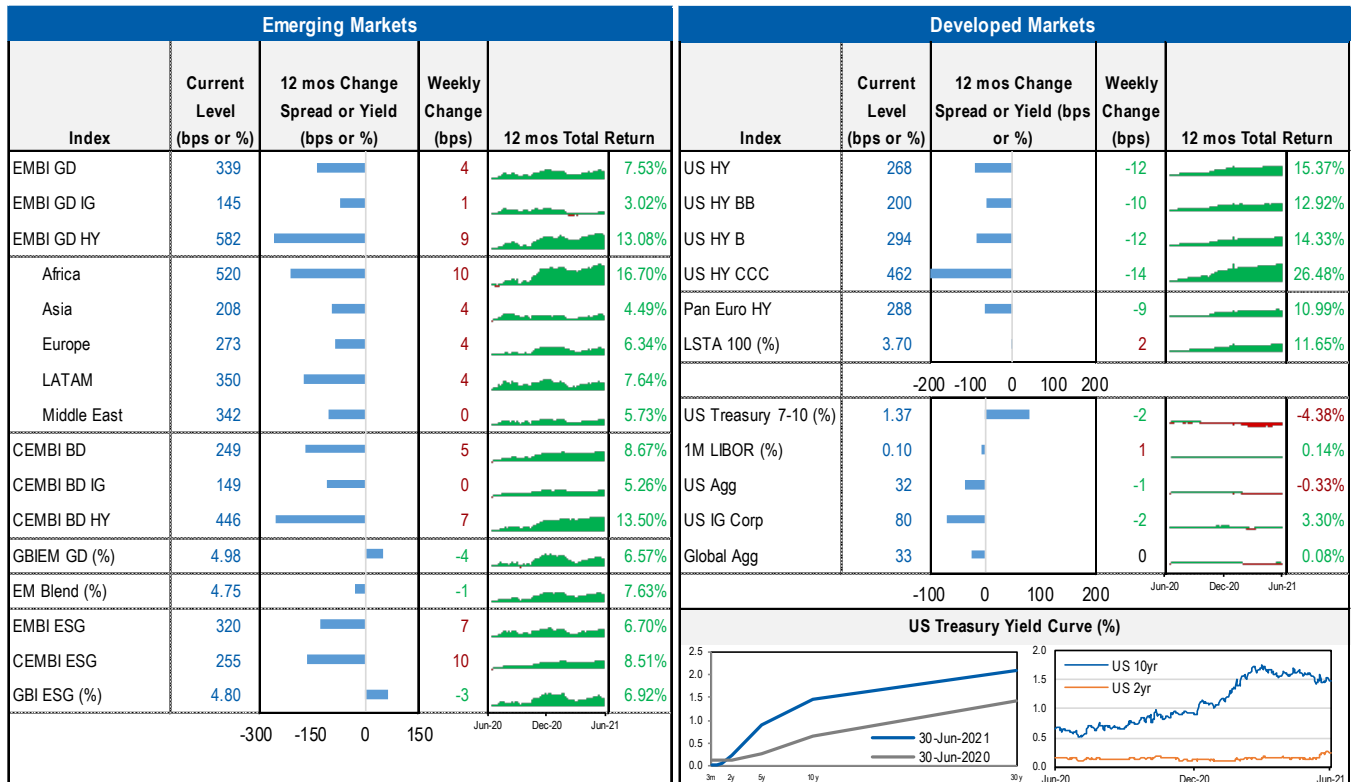 Emerging Markets
Index Current Level (bps or %) 12 mos Change Spread or Yield (bps or %) Weekly Change (bps) 12 mos Total Return
EMBI GD 339 4 7.53%
EMBI GD IG 145 1 3.02%
EMBI GD HY 582 9 13.08%
Africa 520 10 16.70%
Asia 208 4 4.49%
Europe 273 4 6.34%
LATAM 350 4 7.64%
Middle East 342 0 5.73%
CEMBI BD 249 5 8.67%
CEMBI BD IG 149 0 5.26%
CEMBI BD HY 446 7 13.50%
GBIEM GD (%) 4.98 -4 6.57%
EM Blend (%) 4.75 -1 7.63%
EMBI ESG 320 7 6.70%
CEMBI ESG 255 10 8.51%
GBI ESG (%) 4.80 -3 6.92%
-300 -150 0 150 Jun-20 Dec-20 Jun-21
Developed Markets
Index Current Level (bps or %) 12 mos Change Spread or Yield (bps or %) Weekly Change (bps) 12 mos Total Return
US HY 268 -12 15.37%
US HY BB 200 -10 12.92%
US HY B 294 -12 14.33%
US HY CCC 462 -14 26.48%
Pan Euro HY 288 -9 10.99%
LSTA 100 (%) 3.70 2 11.65%
-200 -100 0 100 200
US Treasury 7-10 (%) 1.37 -2 -4.38%
1M LIBOR (%) 0.10 1 0.14%
US Agg 32 -1 -0.33%
US IG Corp 80 -2 3.30%
Global Agg 33 0 0.08%
-100 0 100 200 Jun-20 Dec-20 Jun-21
US Treasury Yield Curve (%)
2.5
2.0
1.5
1.0
0.5
0.0
3m 2y 5y 10y 30y
30-Jun-2021
30-Jun-2020
2.0
1.5
1.0
0.5
0.0
US 10yr
US 2yr
Jun-20 Dec-20 Jun-21